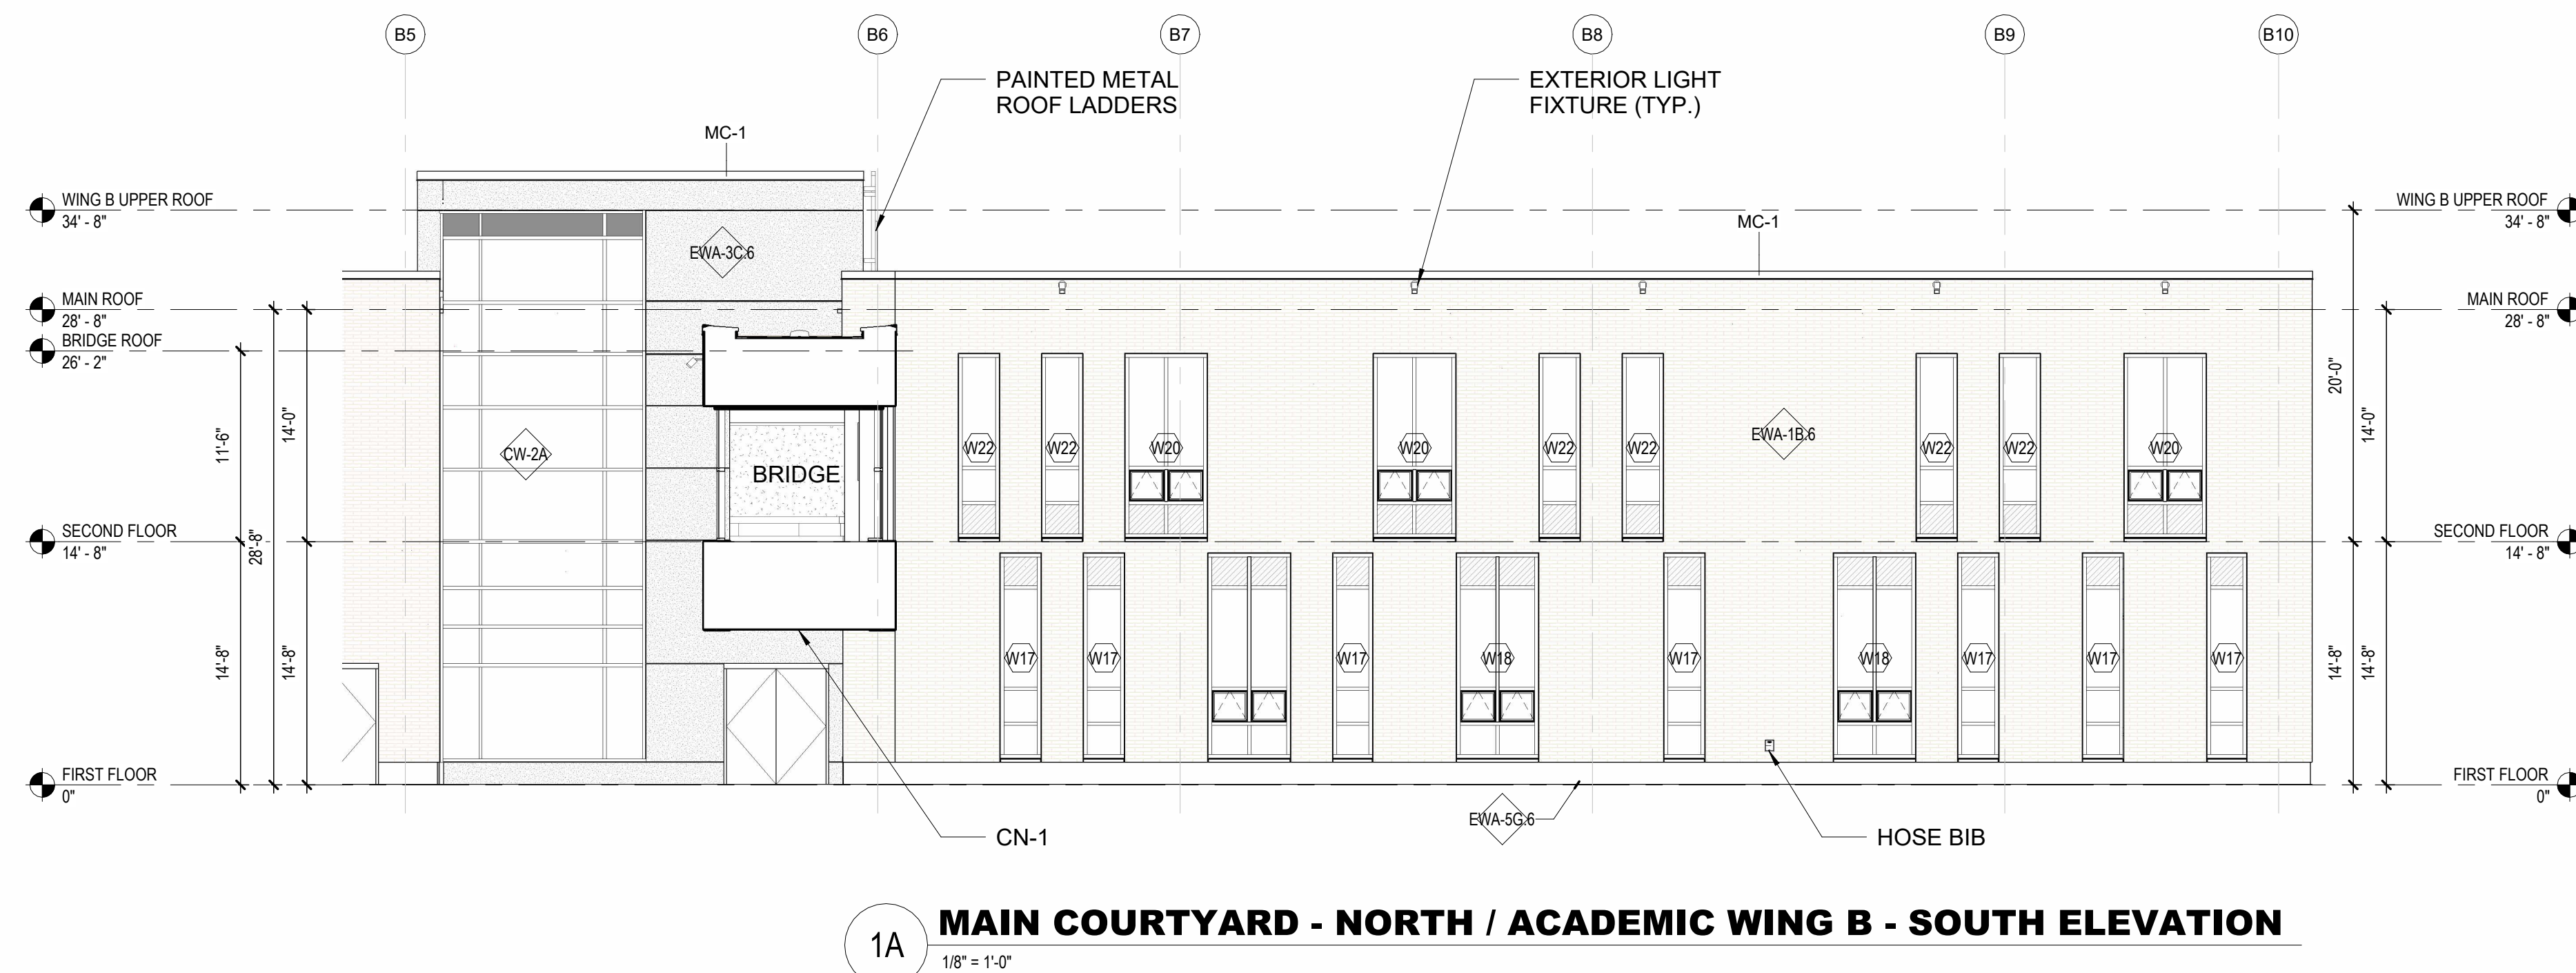 B5 B6 B7 B8 B9 B10
PAINTED METAL
ROOF LADDERS
EXTERIOR LIGHT
FIXTURE (TYP.)
MC-1
WING B UPPER ROOF
34' - 8"
EWA-3C.6
MC-1
WING B UPPER ROOF
34' - 8"
MAIN ROOF
28' - 8"
BRIDGE ROOF
26' - 2"
MAIN ROOF
28' - 8"
11'-6"
14'-0"
20'-0"
14'-0"
CW-2A
BRIDGE
W22 W22 W20 W20 W22 W22 EWA-1B.6 W22 W22 W20
SECOND FLOOR
14' - 8"
28'-8"
SECOND FLOOR
14' - 8"
14'-8"
14'-8"
W17 W17 W17 W18 W17 W18 W17 W17 W17
14'-8"
14'-8"
FIRST FLOOR
0"
FIRST FLOOR
0"
EWA-5G.6
CN-1
HOSE BIB
1A
MAIN COURTYARD - NORTH / ACADEMIC WING B - SOUTH ELEVATION
1/8" = 1'-0"